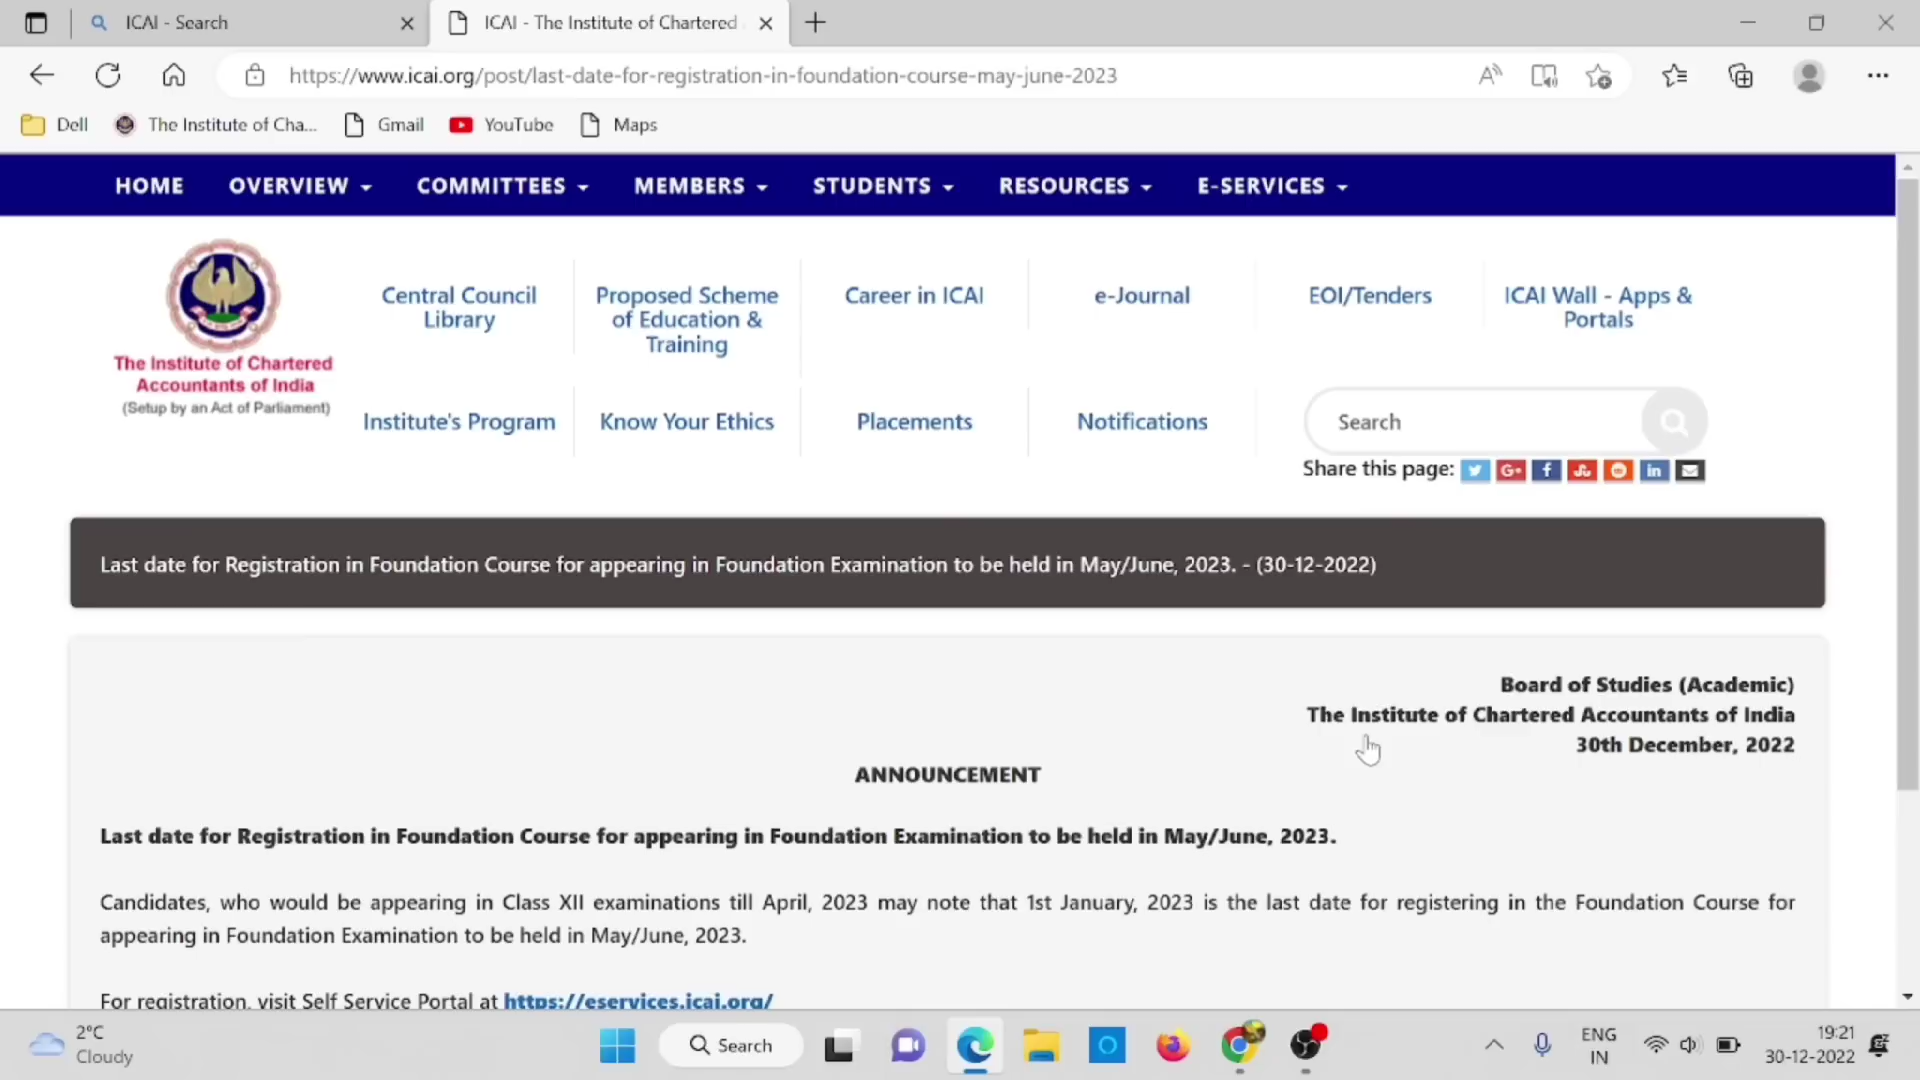 ICAI - Search
ICAI - The Institute of Chartered
https://www.icai.org/post/last-date-for-registration-in-foundation-course-may-june-2023
Dell
The Institute of Cha...
Gmail
YouTube
Maps
HOME
OVERVIEW
COMMITTEES
MEMBERS
STUDENTS
RESOURCES
E-SERVICES
The Institute of Chartered
Accountants of India
(Setup by an Act of Parliament)
Central Council
Library
Proposed Scheme
of Education &
Training
Career in ICAI
e-Journal
EOI/Tenders
ICAI Wall - Apps &
Portals
Institute's Program
Know Your Ethics
Placements
Notifications
Search
Share this page:
Last date for Registration in Foundation Course for appearing in Foundation Examination to be held in May/June, 2023. - (30-12-2022)
Board of Studies (Academic)
The Institute of Chartered Accountants of India
30th December, 2022
ANNOUNCEMENT
Last date for Registration in Foundation Course for appearing in Foundation Examination to be held in May/June, 2023.
Candidates, who would be appearing in Class XII examinations till April, 2023 may note that 1st January, 2023 is the last date for registering in the Foundation Course for
appearing in Foundation Examination to be held in May/June, 2023.
For registration, visit Self Service Portal at https://eservices.icai.org/
2°C
Cloudy
Search
ENG
IN
19:21
30-12-2022